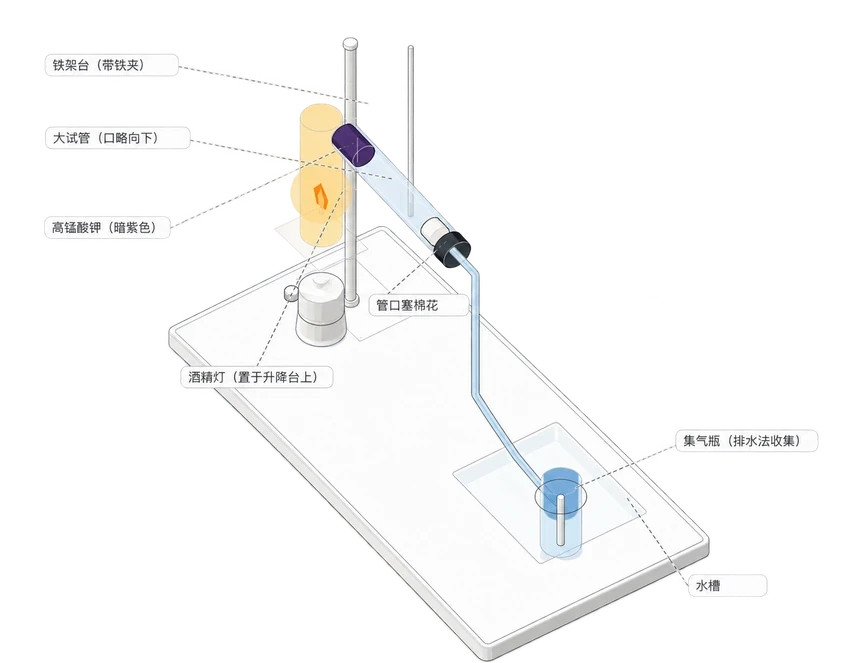 铁架台（带铁夹）
大试管（口略向下）
高锰酸钾（暗紫色）
管口塞棉花
酒精灯（置于升降台上）
集气瓶（排水法收集）
水槽